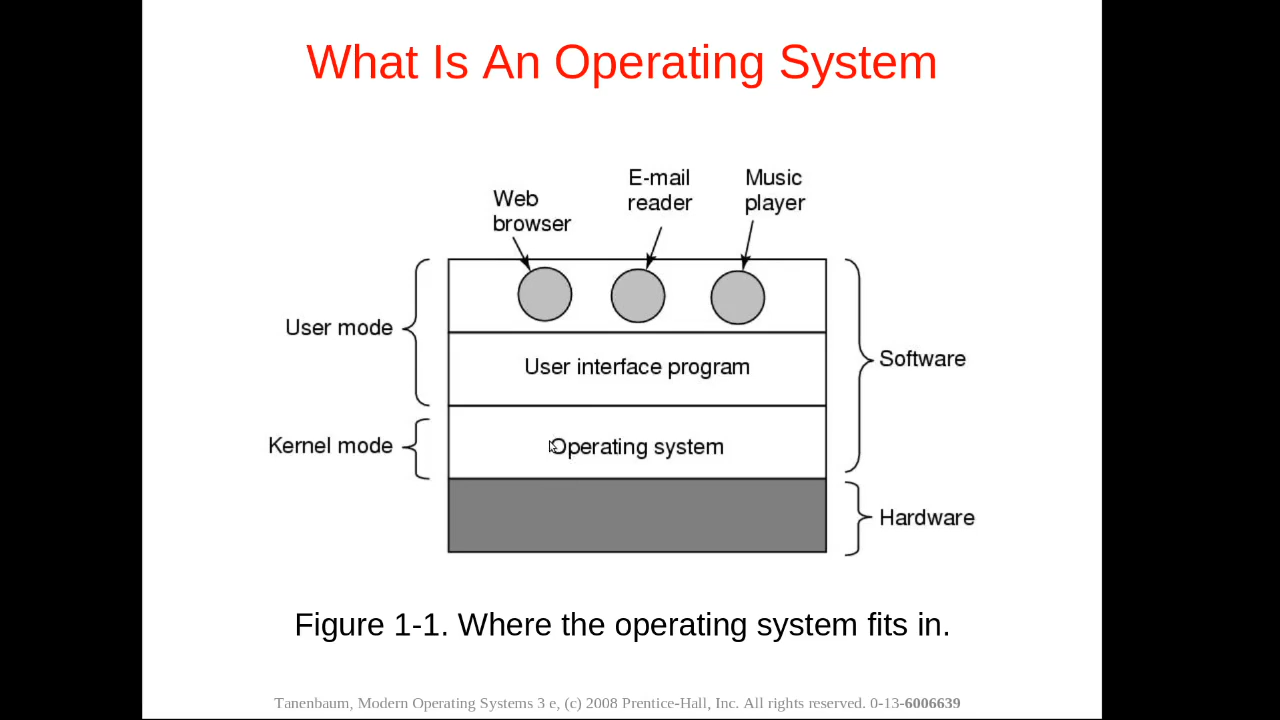 What Is An Operating System
E-mail
reader
Music
player
Web
browser
User mode
User interface program
Software
Kernel mode
Operating system
Hardware
Figure 1-1. Where the operating system fits in.
Tanenbaum, Modern Operating Systems 3 e, (c) 2008 Prentice-Hall, Inc. All rights reserved. 0-13-6006639